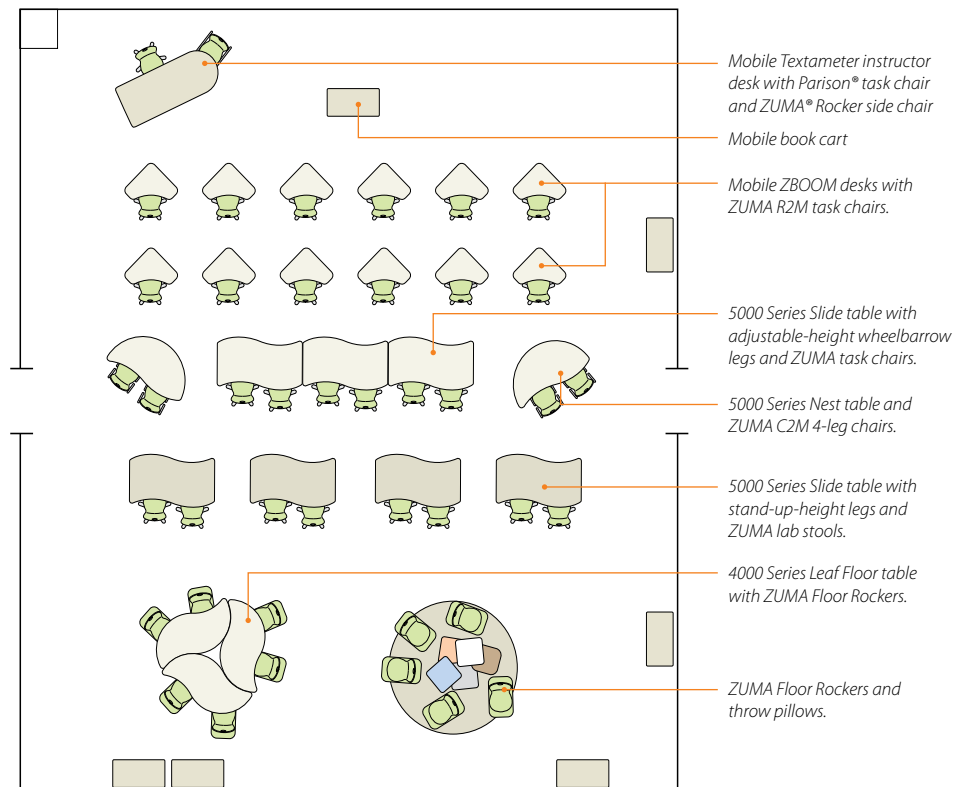 Mobile Textameter instructor
desk with Parison® task chair
and ZUMA® Rocker side chair
Mobile book cart
Mobile ZBOOM desks with
ZUMA R2M task chairs.
5000 Series Slide table with
adjustable-height wheelbarrow
legs and ZUMA task chairs.
5000 Series Nest table and
ZUMA C2M 4-leg chairs.
5000 Series Slide table with
stand-up-height legs and
ZUMA lab stools.
4000 Series Leaf Floor table
with ZUMA Floor Rockers.
ZUMA Floor Rockers and
throw pillows.